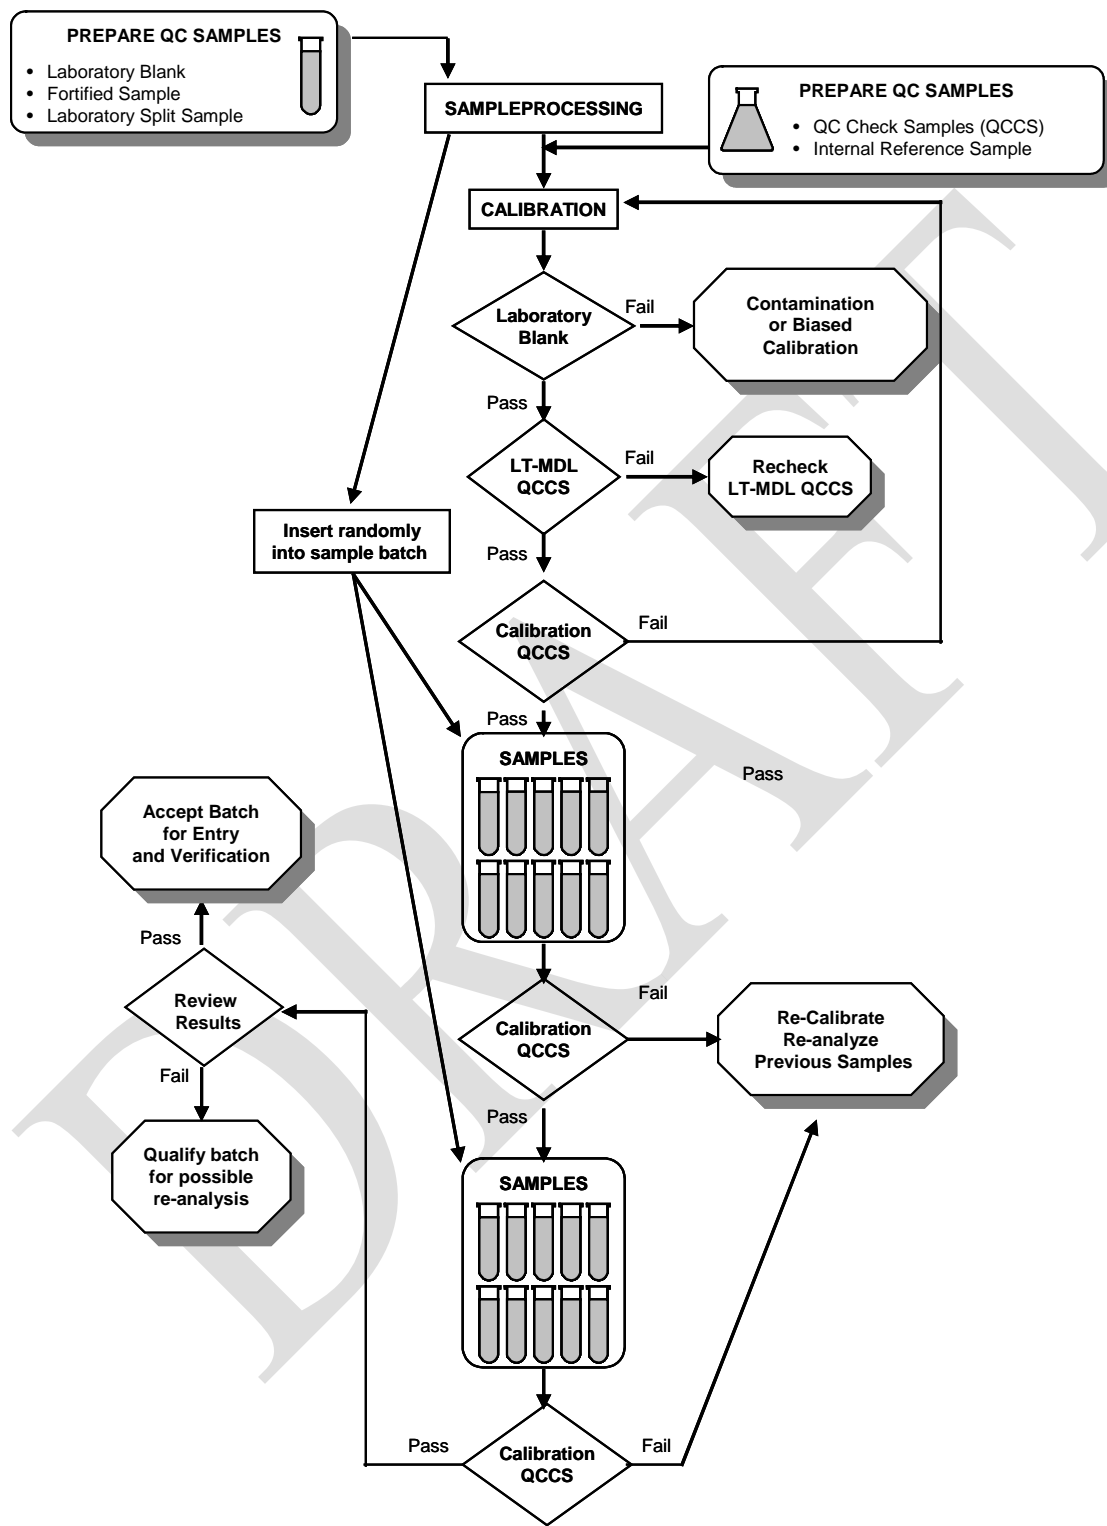 PREPARE QC SAMPLES
• Laboratory Blank
• Fortified Sample
• Laboratory Split Sample
SAMPLEPROCESSING
PREPARE QC SAMPLES
• QC Check Samples (QCCS)
• Internal Reference Sample
CALIBRATION
Laboratory
Blank
Fail
Contamination
or Biased
Calibration
Pass
LT-MDL
QCCS
Fail
Recheck
LT-MDL QCCS
Insert randomly
into sample batch
Pass
Calibration
QCCS
Fail
Pass
SAMPLES
Pass
Accept Batch
for Entry
and Verification
Pass
Review
Results
Fail
Calibration
QCCS
Fail
Re-Calibrate
Re-analyze
Previous Samples
Pass
Qualify batch
for possible
re-analysis
SAMPLES
Pass
Calibration
QCCS
Fail
DRAFT